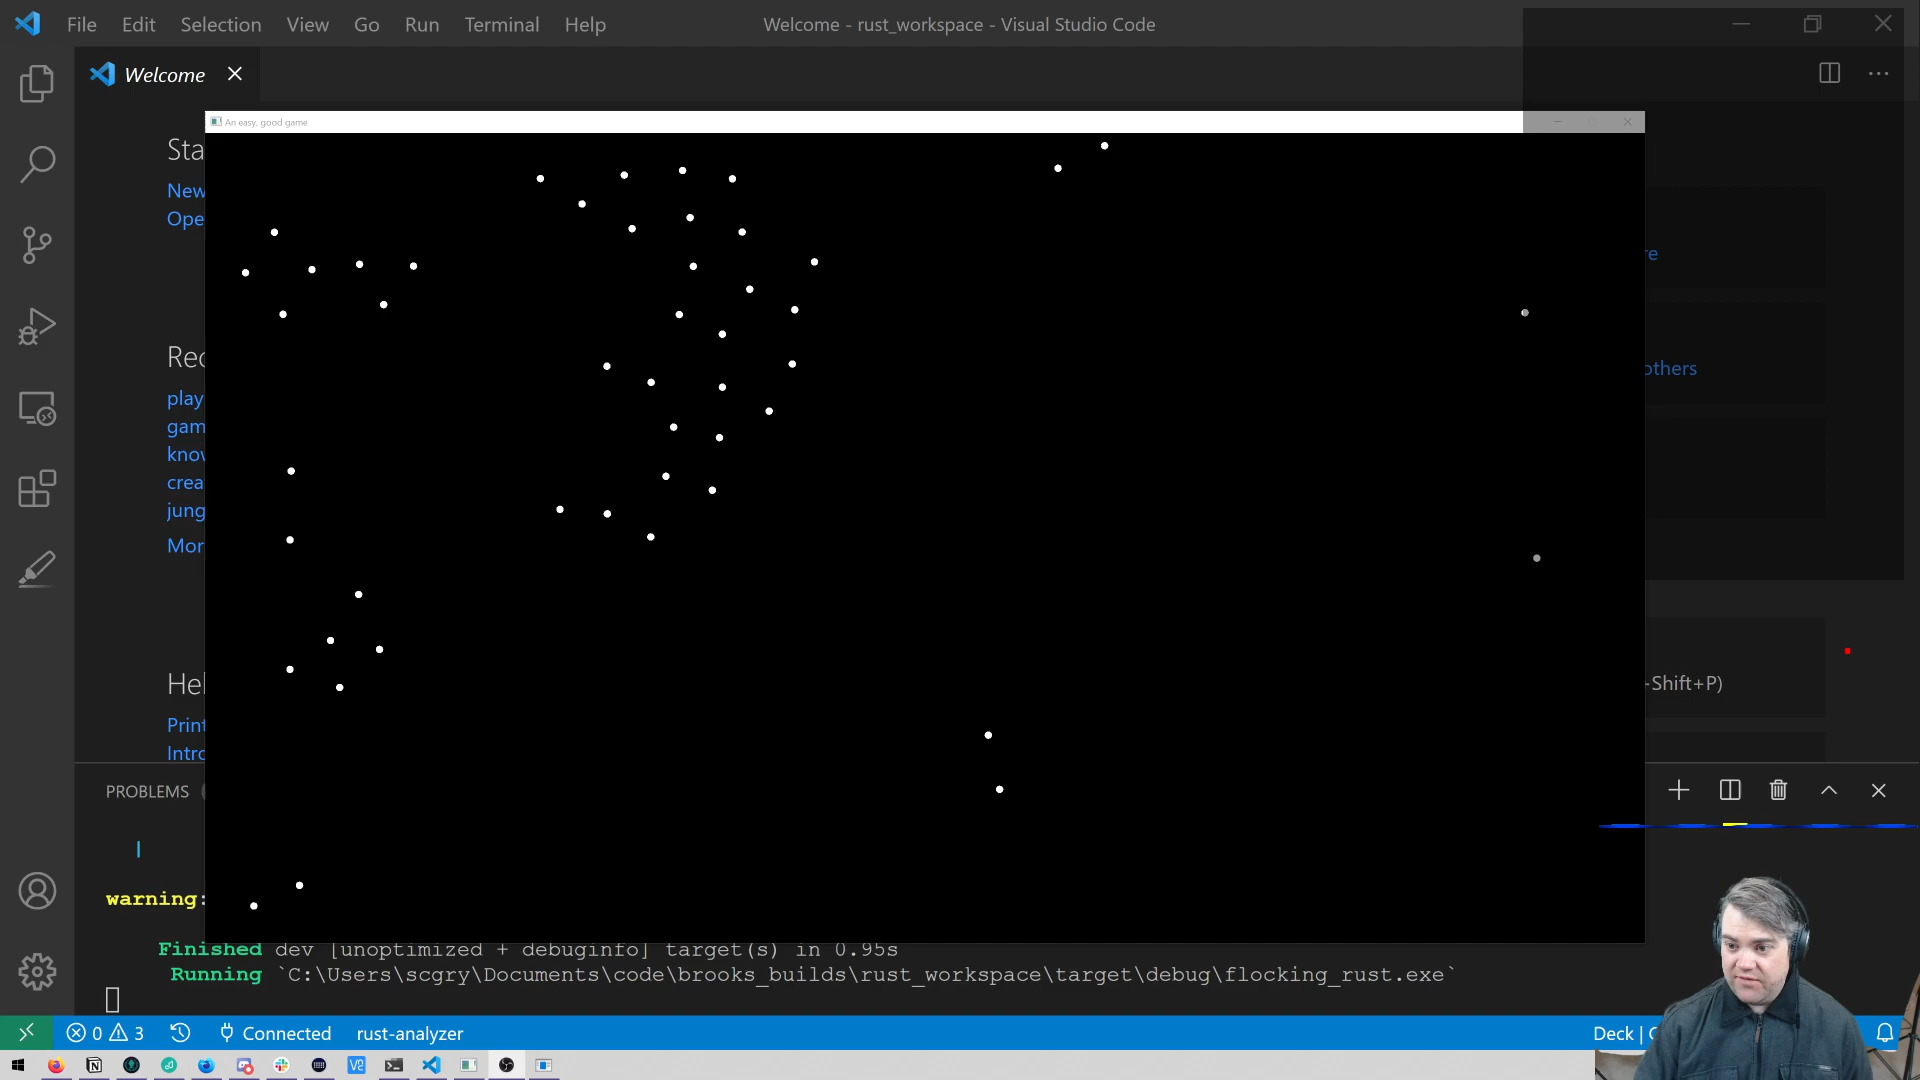 File Edit Selection View Go Run Terminal Help
Welcome - rust_workspace - Visual Studio Code
Welcome
An easy, good game
Sta
New
Ope
re
Rec
play
others
gam
know
crea
jung
Mor
Hel
-Shift+P)
Print
Intro
PROBLEMS
warning:
Finished dev [unoptimized + debuginfo] target(s) in 0.95s
Running `C:\Users\scgry\Documents\code\brooks_builds\rust_workspace\target\debug\flocking_rust.exe`
0 3 Connected rust-analyzer
Deck |